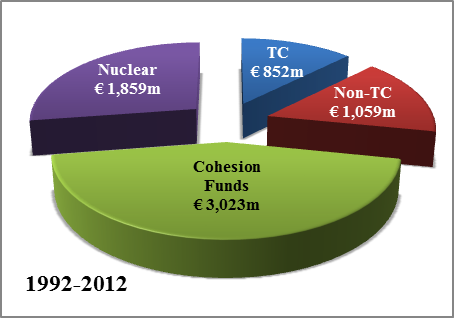 TC
€ 852m
Nuclear
€ 1,859m
Non-TC
€ 1,059m
Cohesion
Funds
€ 3,023m
1992-2012